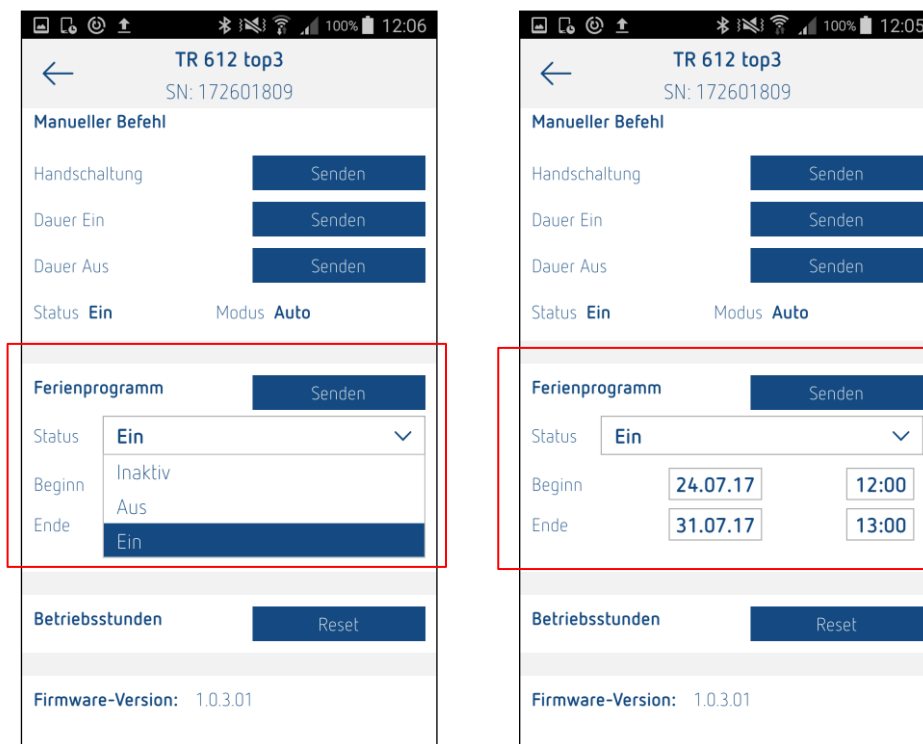 100% 12:06
TR 612 top3
SN: 172601809
Manueller Befehl
Handschaltung Senden
Dauer Ein Senden
Dauer Aus Senden
Status Ein Modus Auto
Ferienprogramm Senden
Status Ein
Inaktiv
Beginn
Aus
Ende
Ein
Betriebsstunden Reset
Firmware-Version: 1.0.3.01
100% 12:05
TR 612 top3
SN: 172601809
Manueller Befehl
Handschaltung Senden
Dauer Ein Senden
Dauer Aus Senden
Status Ein Modus Auto
Ferienprogramm Senden
Status Ein
Beginn 24.07.17 12:00
Ende 31.07.17 13:00
Betriebsstunden Reset
Firmware-Version: 1.0.3.01